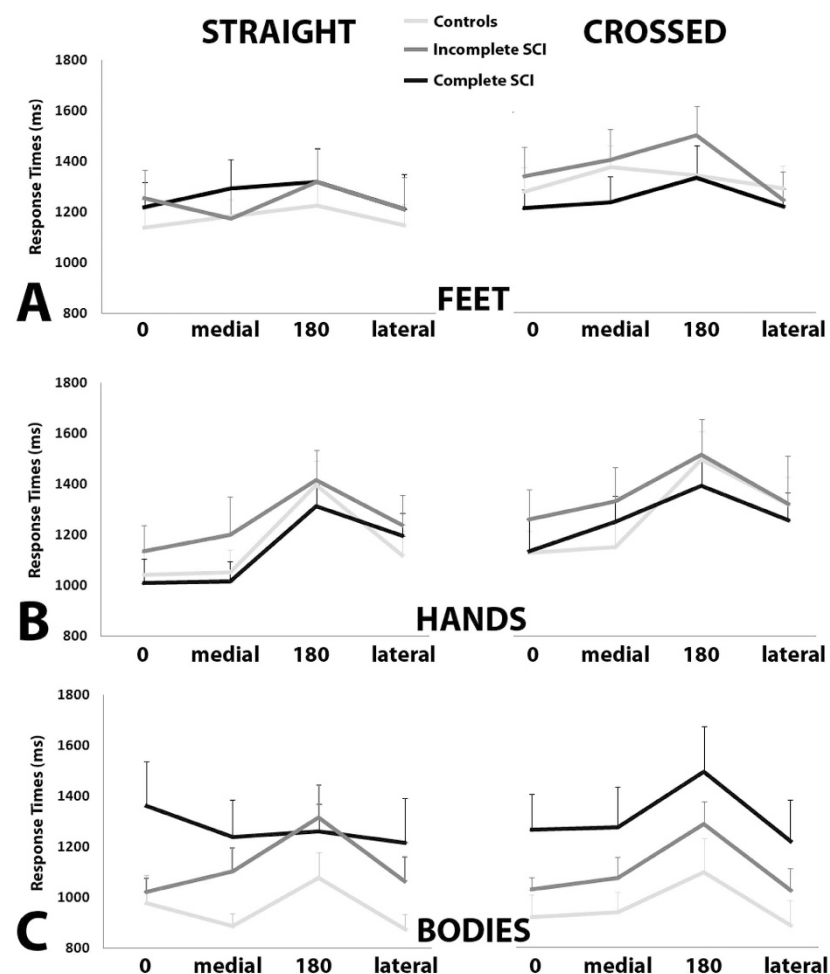 STRAIGHT
CROSSED
Controls
Incomplete SCI
Complete SCI
Response Times (ms)
1800
1600
1400
1200
1000
800
A
FEET
0 medial 180 lateral
0 medial 180 lateral
Response Times (ms)
1800
1600
1400
1200
1000
800
B
HANDS
0 medial 180 lateral
0 medial 180 lateral
Response Times (ms)
1800
1600
1400
1200
1000
800
C
BODIES
0 medial 180 lateral
0 medial 180 lateral